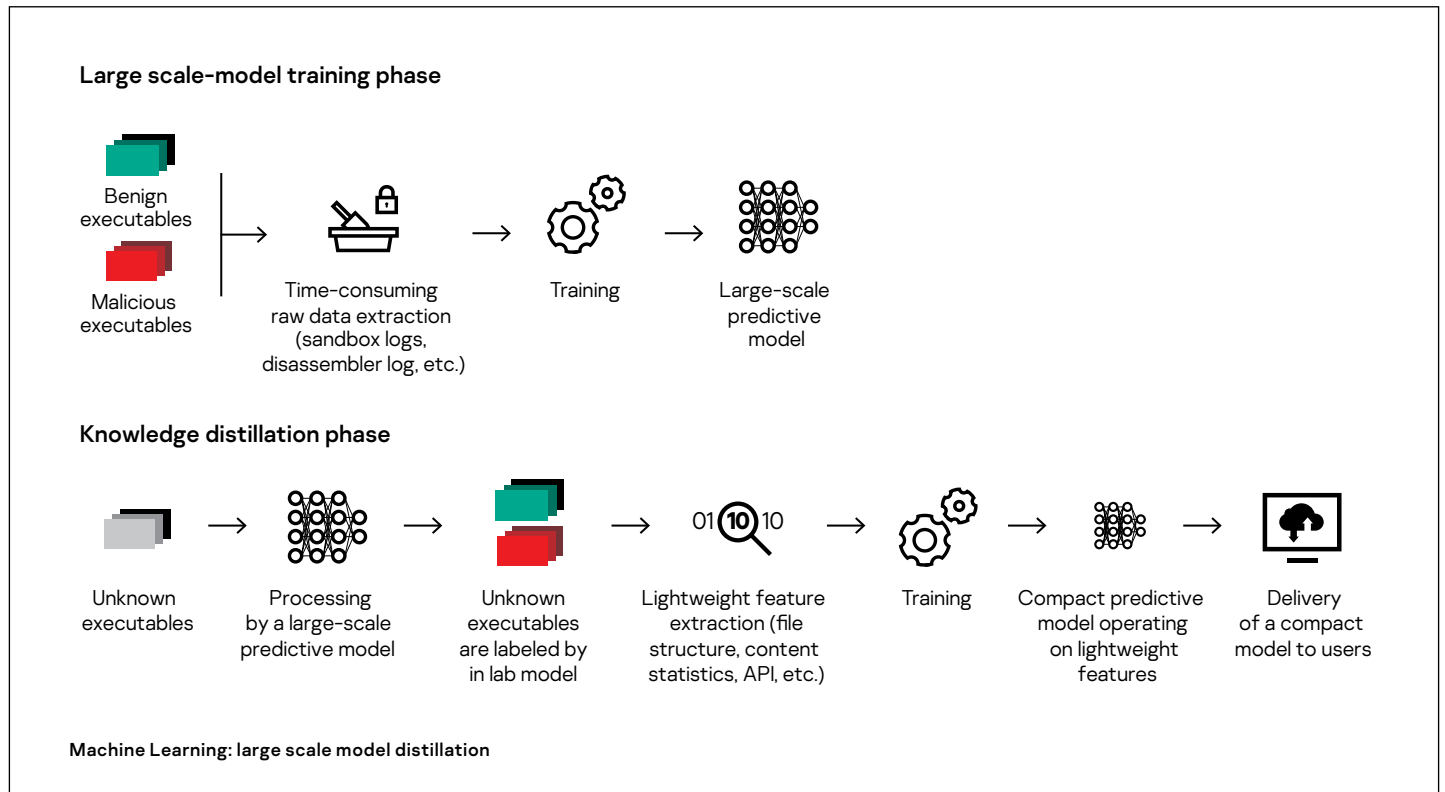 Large scale-model training phase
Benign
executables
Malicious
executables
Time-consuming
raw data extraction
(sandbox logs,
disassembler log, etc.)
Training
Large-scale
predictive
model
Knowledge distillation phase
Unknown
executables
Processing
by a large-scale
predictive model
Unknown
executables
are labeled by
in lab model
01 10 10
Lightweight feature
extraction (file
structure, content
statistics, API, etc.)
Training
Compact predictive
model operating
on lightweight
features
Delivery
of a compact
model to users
Machine Learning: large scale model distillation